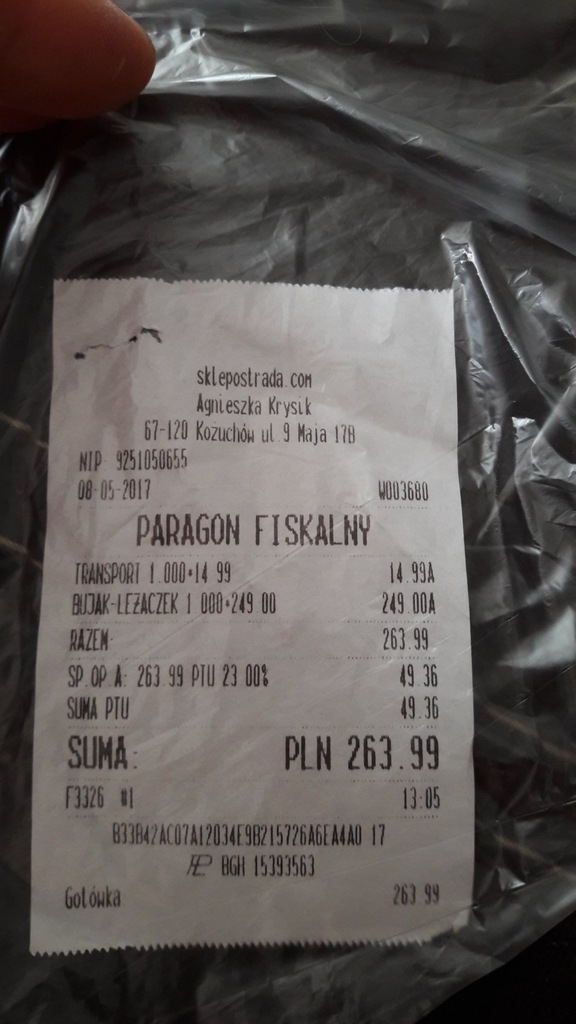 sklepostrada.com
Agnieszka Krysik
67-120 Kożuchów ul.9 Maja 17B
NIP 9251050655
08-05-2017 W003680
PARAGON FISKALNY
TRANSPORT 1.000*14 99 14.99A
BUJAK-LEŻACZEK 1 000*249.00 249.00A
RAZEM: 263.99
SP.OP.A: 263.99 PTU 23 00% 49.36
SUMA PTU 49.36
SUMA: PLN 263.99
F3326 #1 13:05
B33B42AC07A12034E9B215726A6EA4A0 17
BGH 15393563
Gotówka 263 99